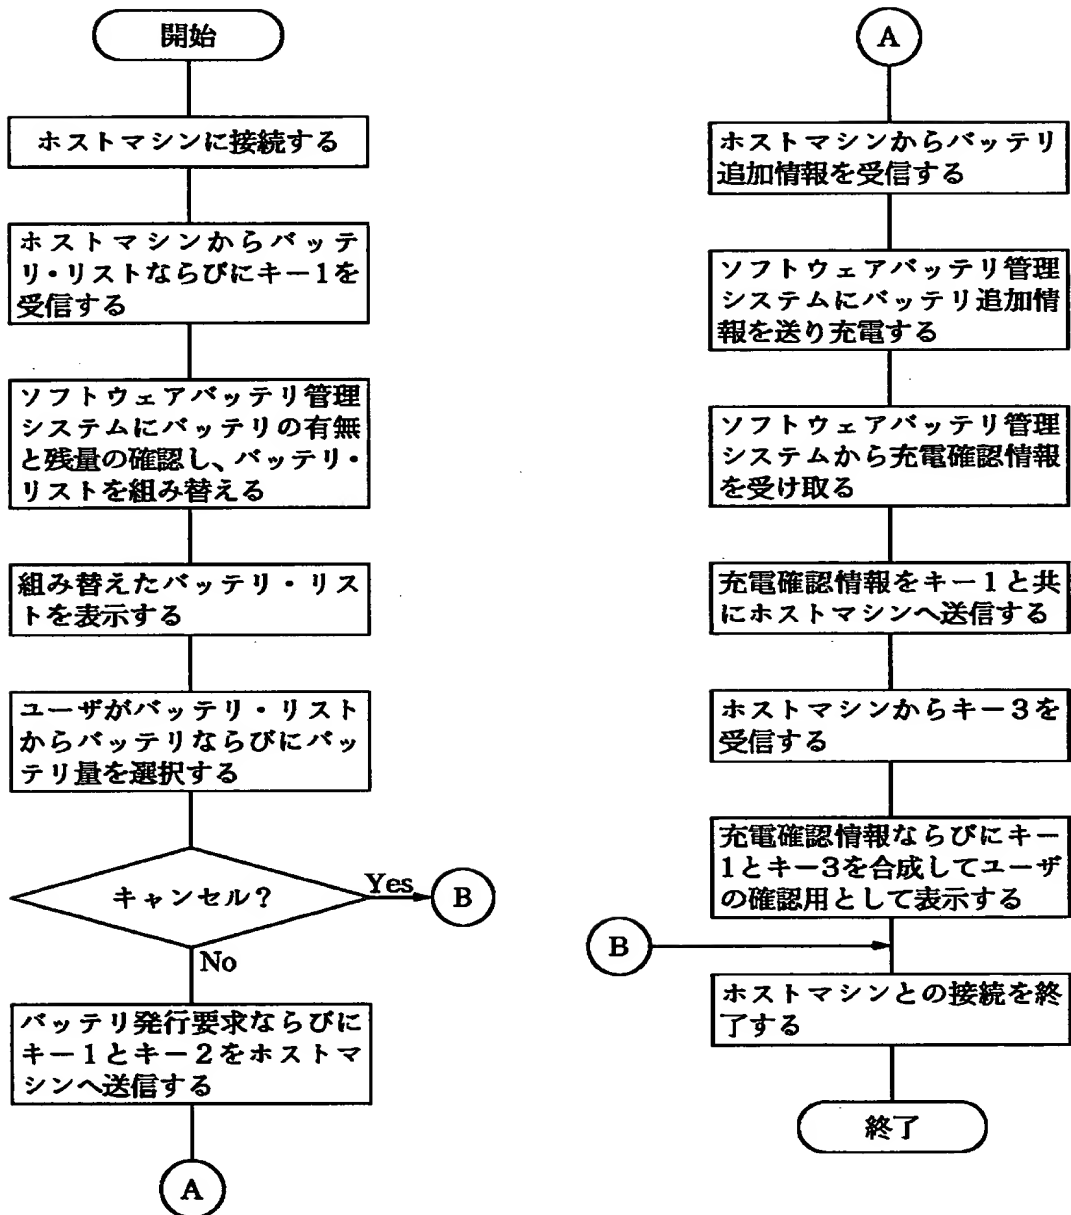 開始
ホストマシンに接続する
ホストマシンからバッテ
リ・リストならびにキー1を
受信する
ソフトウェアバッテリ管理
システムにバッテリの有無
と残量の確認し、バッテリ・
リストを組み替える
組み替えたバッテリ・リス
トを表示する
ユーザがバッテリ・リスト
からバッテリならびにバッ
テリ量を選択する
キャンセル?
Yes
B
No
バッテリ発行要求ならびに
キー1とキー2をホストマ
シンへ送信する
A
A
ホストマシンからバッテリ
追加情報を受信する
ソフトウェアバッテリ管理
システムにバッテリ追加情
報を送り充電する
ソフトウェアバッテリ管理
システムから充電確認情報
を受け取る
充電確認情報をキー1と共
にホストマシンへ送信する
ホストマシンからキー3を
受信する
充電確認情報ならびにキー
1とキー3を合成してユーザ
の確認用として表示する
B
ホストマシンとの接続を終
了する
終了